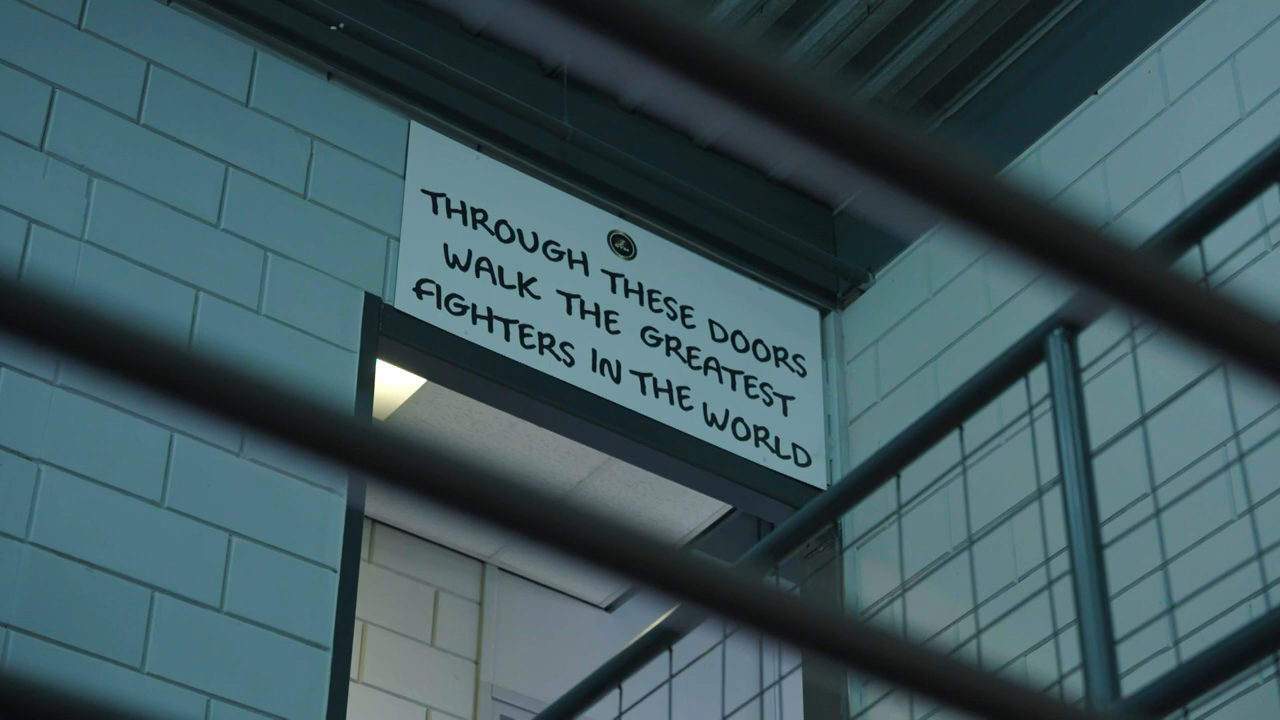 THROUGH THESE DOORS
WALK THE GREATEST
FIGHTERS IN THE WORLD